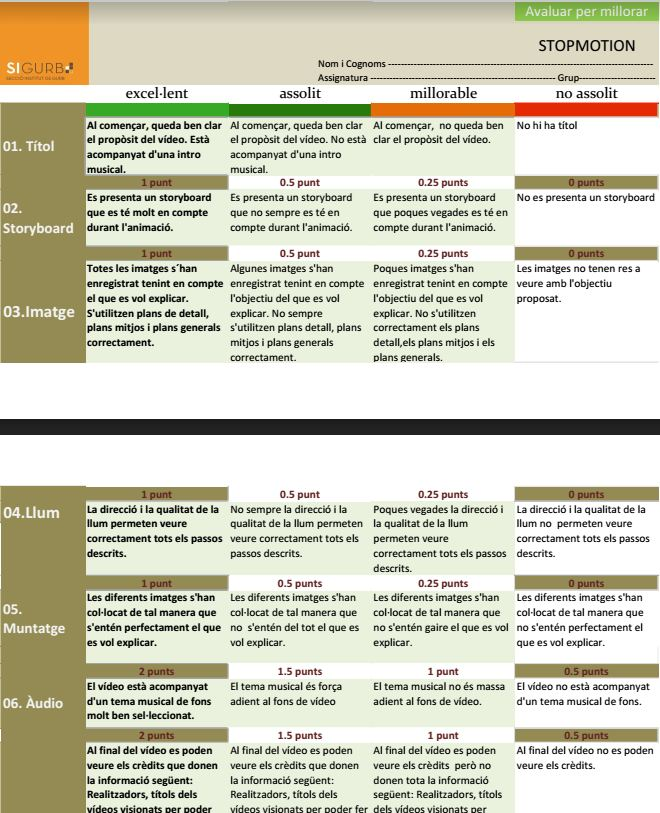 Avaluar per millorar
STOPMOTION
SIGURB
SECCIÓ INSTITUT DE GURB
Nom i Cognoms
Assignatura Grup
excel·lent assolit millorable no assolit
01. Títol
Al començar, queda ben clar
el propòsit del vídeo. Està
acompanyat d'una intro
musical.
Al començar, queda ben clar
el propòsit del vídeo. No està
acompanyat d'una intro
musical.
Al començar,  no queda ben
clar el propòsit del vídeo.
No hi ha títol
1 punt 0.5 punt 0.25 punts 0 punts
02.
Storyboard
Es presenta un storyboard
que es té molt en compte
durant l'animació.
Es presenta un storyboard
que no sempre es té en
compte durant l'animació.
Es presenta un storyboard
que poques vegades es té en
compte durant l'animació.
No es presenta un storyboard
1 punt 0.5 punt 0.25 punts 0 punts
03.Imatge
Totes les imatges s´han
enregistrat tenint en compte
el que es vol explicar.
S'utilitzen plans de detall,
plans mitjos i plans generals
correctament.
Algunes imatges s'han
enregistrat tenint en compte
l'objectiu del que es vol
explicar. No sempre
s'utilitzen plans detall, plans
mitjos i plans generals
correctament.
Poques imatges s'han
enregistrat tenint en compte
l'objectiu del que es vol
explicar. No s'utilitzen
correctament els plans
detall,els plans mitjos i els
plans generals.
Les imatges no tenen res a
veure amb l'objectiu
proposat.
1 punt 0.5 punt 0.25 punts 0 punts
04.Llum
La direcció i la qualitat de la
llum permeten veure
correctament tots els passos
descrits.
No sempre la direcció i la
qualitat de la llum permeten
veure correctament tots els
passos descrits.
Poques vegades la direcció i
la qualitat de la llum
permeten veure
correctament tots els passos
descrits.
La direcció i la qualitat de la
llum no  permeten veure
correctament tots els passos
descrits.
1 punt 0.5 punts 0.25 punts 0 punts
05.
Muntatge
Les diferents imatges s'han
col·locat de tal manera que
s'entén perfectament el que
es vol explicar.
Les diferents imatges s'han
col·locat de tal manera que
no  s'entén del tot el que es
vol explicar.
Les diferents imatges s'han
col·locat de tal manera que
no s'entén gaire el que es vol
explicar.
Les diferents imatges s'han
col·locat de tal manera que
no s'entén perfectament el
que es vol explicar.
2 punts 1.5 punts 1 punt 0.5 punts
06. Àudio
El vídeo està acompanyat
d'un tema musical de fons
molt ben sel·leccionat.
El tema musical és força
adient al fons de vídeo
El tema musical no és massa
adient al fons de vídeo.
El vídeo no està acompanyat
d'un tema musical de fons.
2 punts 1.5 punts 1 punt 0.5 punts
Al final del vídeo es poden
veure els crèdits que donen
la informació següent:
Realitzadors, títols dels
vídeos visionats per poder
Al final del vídeo es poden
veure els crèdits que donen
la informació següent:
Realitzadors, títols dels
vídeos visionats per poder fer
Al final del vídeo es poden
veure els crèdits  però no
donen tota la informació
següent: Realitzadors, títols
dels vídeos visionats per
Al final del vídeo no es poden
veure els crèdits.